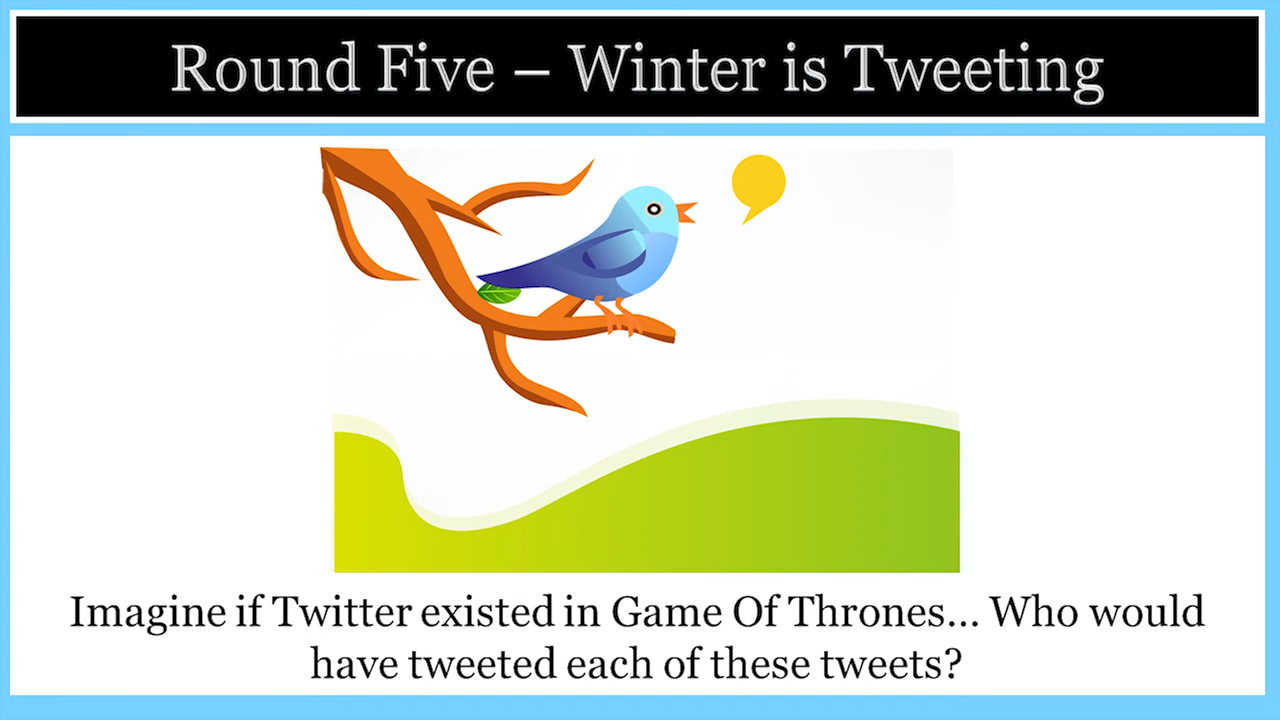 Round Five – Winter is Tweeting
Imagine if Twitter existed in Game Of Thrones... Who would
have tweeted each of these tweets?